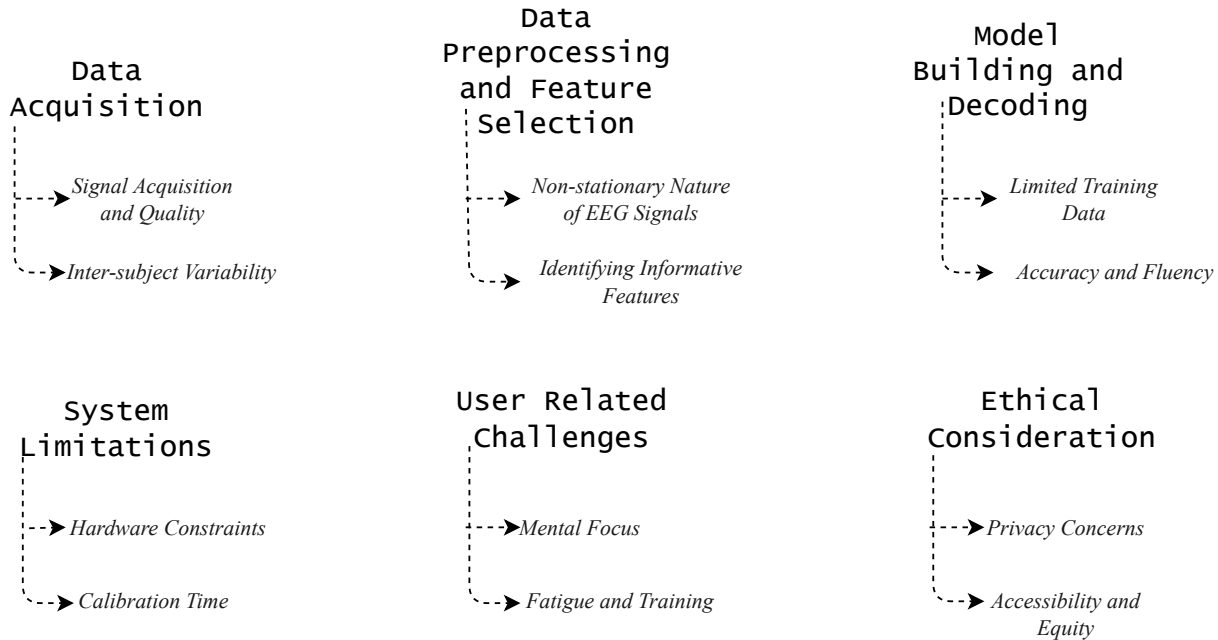 Data
Acquisition
Signal Acquisition
and Quality
Inter-subject Variability
Data
Preprocessing
and Feature
Selection
Non-stationary Nature
of EEG Signals
Identifying Informative
Features
Model
Building and
Decoding
Limited Training
Data
Accuracy and Fluency
System
Limitations
Hardware Constraints
Calibration Time
User Related
Challenges
Mental Focus
Fatigue and Training
Ethical
Consideration
Privacy Concerns
Accessibility and
Equity